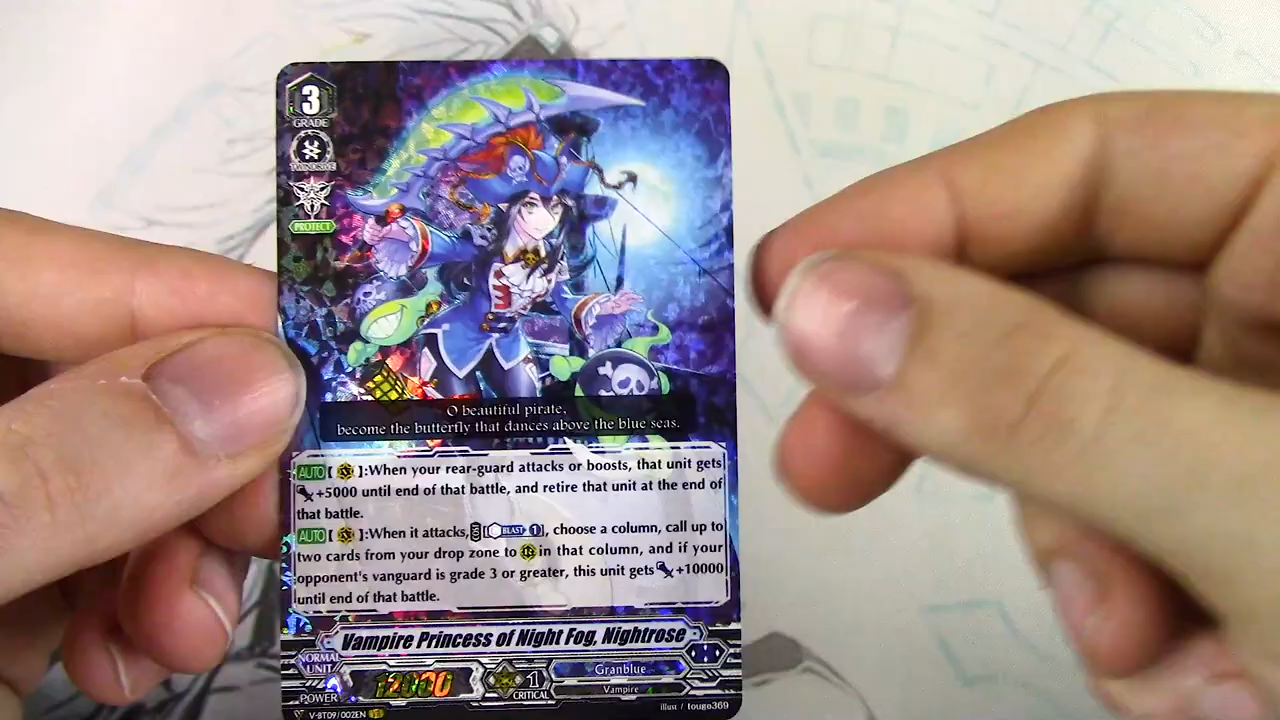 3
GRADE
TWINDRIVE
PROTECT
O beautiful pirate,
become the butterfly that dances above the blue seas.
AUTO [ ]:When your rear-guard attacks or boosts, that unit gets
+5000 until end of that battle, and retire that unit at the end of
that battle.
AUTO [ ]:When it attacks, [ BLAST 1], choose a column, call up to
two cards from your drop zone to in that column, and if your
opponent's vanguard is grade 3 or greater, this unit gets +10000
until end of that battle.
Vampire Princess of Night Fog, Nightrose
NORMAL
UNIT
POWER 12000 1 CRITICAL
Granblue
Vampire
V-BT09/002EN illust / touge369